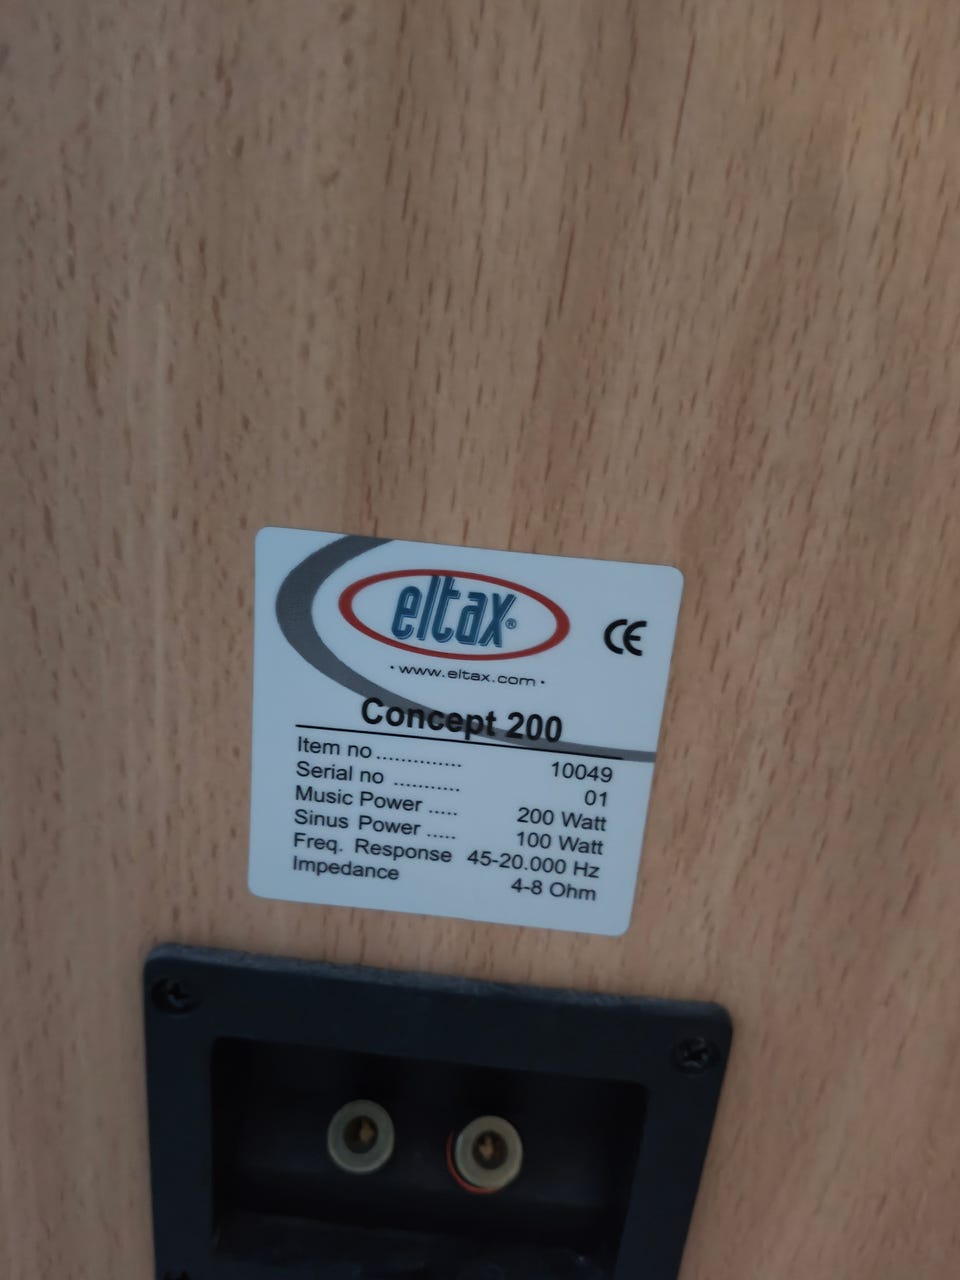 eltax®
• www.eltax.com •
CE
Concept 200
Item no .............. 10049
Serial no ........... 01
Music Power ..... 200 Watt
Sinus Power ..... 100 Watt
Freq. Response 45-20.000 Hz
Impedance 4-8 Ohm